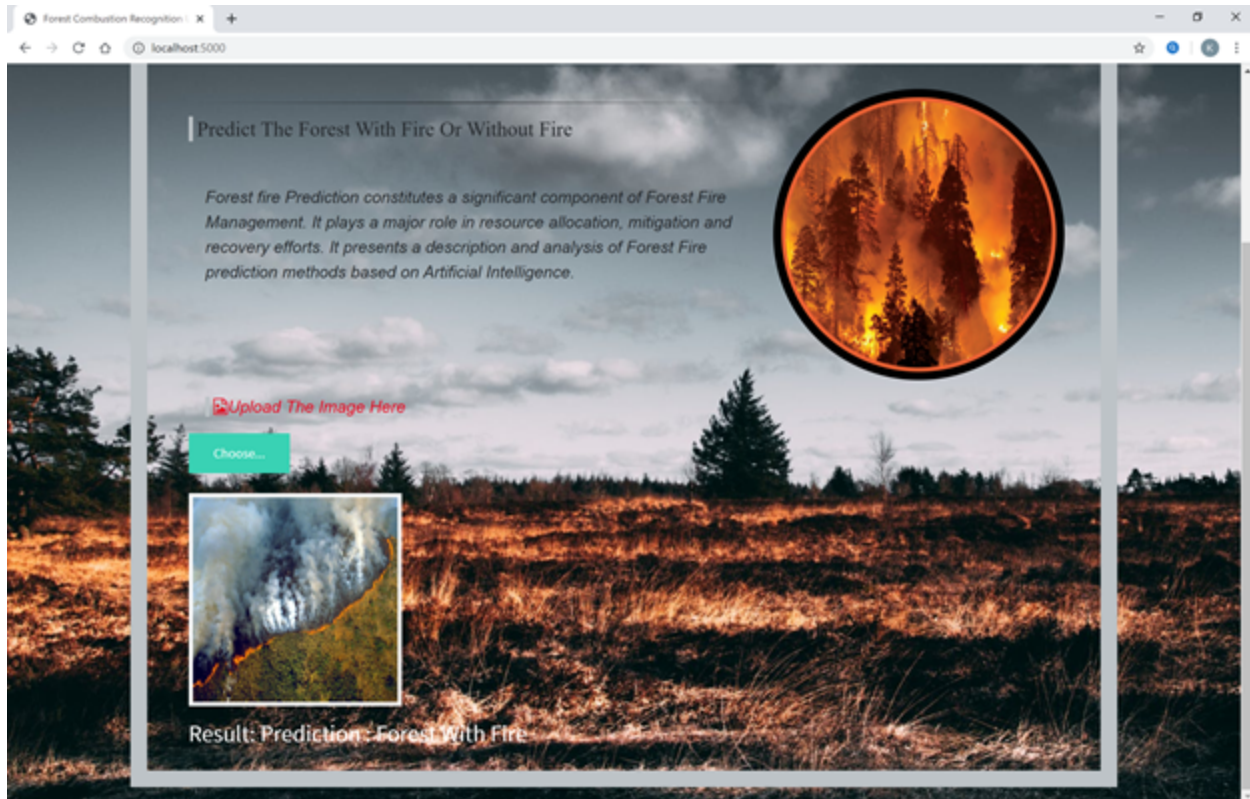 Forest Combustion Recognition
localhost:5000
K
Predict The Forest With Fire Or Without Fire
Forest fire Prediction constitutes a significant component of Forest Fire
Management. It plays a major role in resource allocation, mitigation and
recovery efforts. It presents a description and analysis of Forest Fire
prediction methods based on Artificial Intelligence.
Upload The Image Here
Choose...
Result: Prediction : Forest With Fire